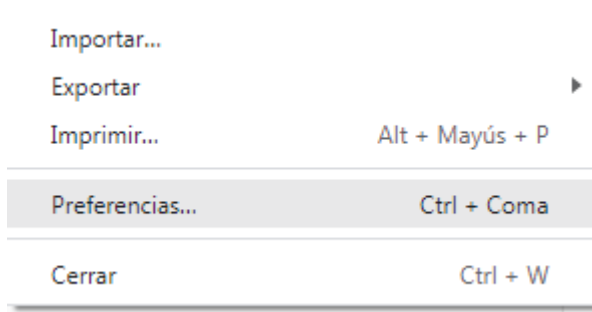 Importar...
Exportar
Imprimir... Alt + Mayús + P
Preferencias... Ctrl + Coma
Cerrar Ctrl + W